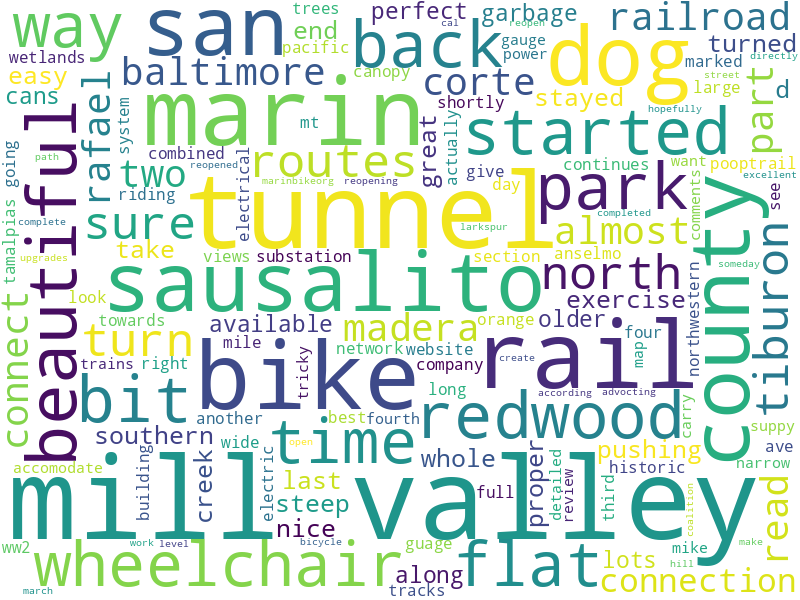 way
san
back
dog
railroad
perfect
garbage
trees
end
pacific
cal
reopen
gauge
power
canopy
marked
turned
directly
street
wetlands
easy
cans
baltimore
corte
stayed
large
d
hopefully
system
marin
mt
shortly
started
part
rafael
going
path
beautiful
combined
riding
two
electrical
routes
marinbikeorg
reopening
reopened
great
actually
any
give
day
continues
want
comments
pooptrail
excellent
see
complete
tamalpias
sure
tunnel
park
completed
larkspur
almost
county
tiburon
upgrades
connect
take
views
substation
section
anselmo
someday
look
sausalito
north
northwestern
towards
available
madera
orange
exercise
older
turn
mile
network
website
four
map
trains
right
bike
tricky
company
create
rail
according
advocting
long
bit
another
best
fourth
redwood
carry
southern
wide
time
open
pushing
suppy
ave
accomodate
building
creek
electric
last
whole
proper
detailed
review
third
historic
narrow
mill valley
steep
full
nice
coalition
read
ww2
work
level
bicycle
guage
lots
mike
make
hill
wheelchair
along
flat
connection
march
tracks